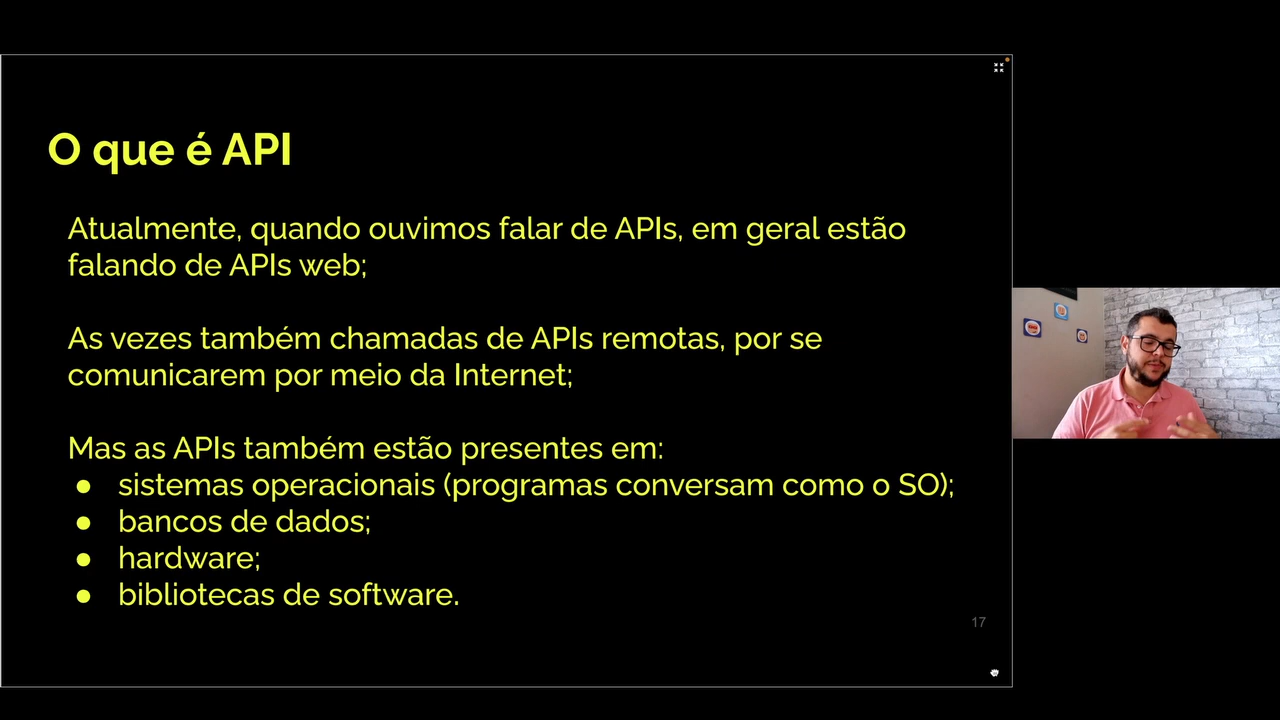 O que é API
Atualmente, quando ouvimos falar de APIs, em geral estão
falando de APIs web;
As vezes também chamadas de APIs remotas, por se
comunicarem por meio da Internet;
Mas as APIs também estão presentes em:
● sistemas operacionais (programas conversam como o SO);
● bancos de dados;
● hardware;
● bibliotecas de software.
17